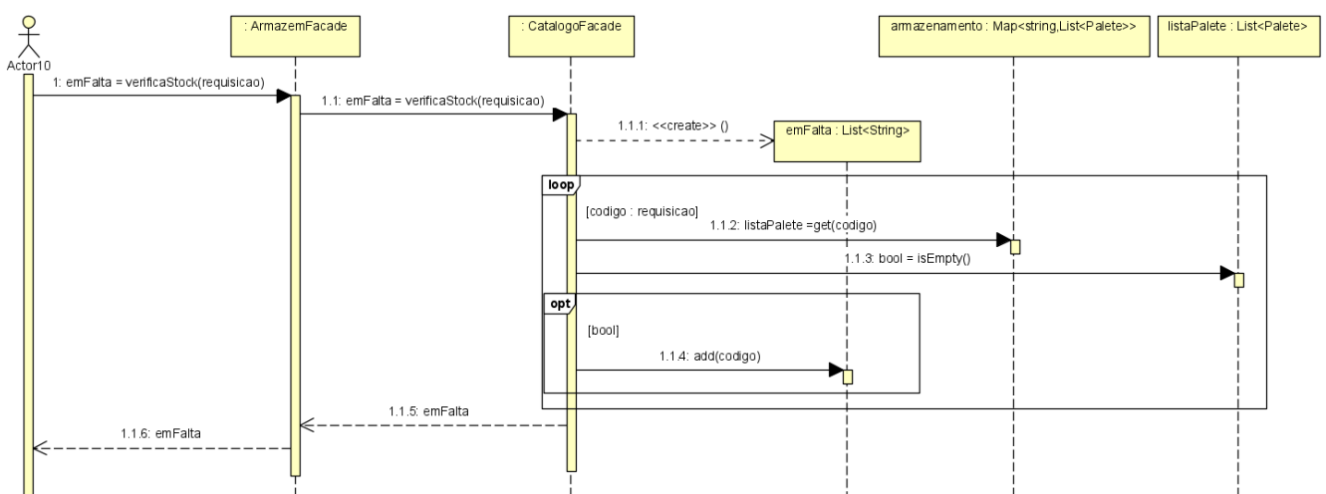 : ArmazemFacade
: CatalogoFacade
armazenamento : Map<string,List<Palete>>
listaPalete : List<Palete>
Actor10
1: emFalta = verificaStock(requisicao)
1.1: emFalta = verificaStock(requisicao)
1.1.1: <<create>> ()
emFalta : List<String>
loop
[codigo : requisicao]
1.1.2: listaPalete =get(codigo)
1.1.3: bool = isEmpty()
opt
[bool]
1.1.4: add(codigo)
1.1.5: emFalta
1.1.6: emFalta